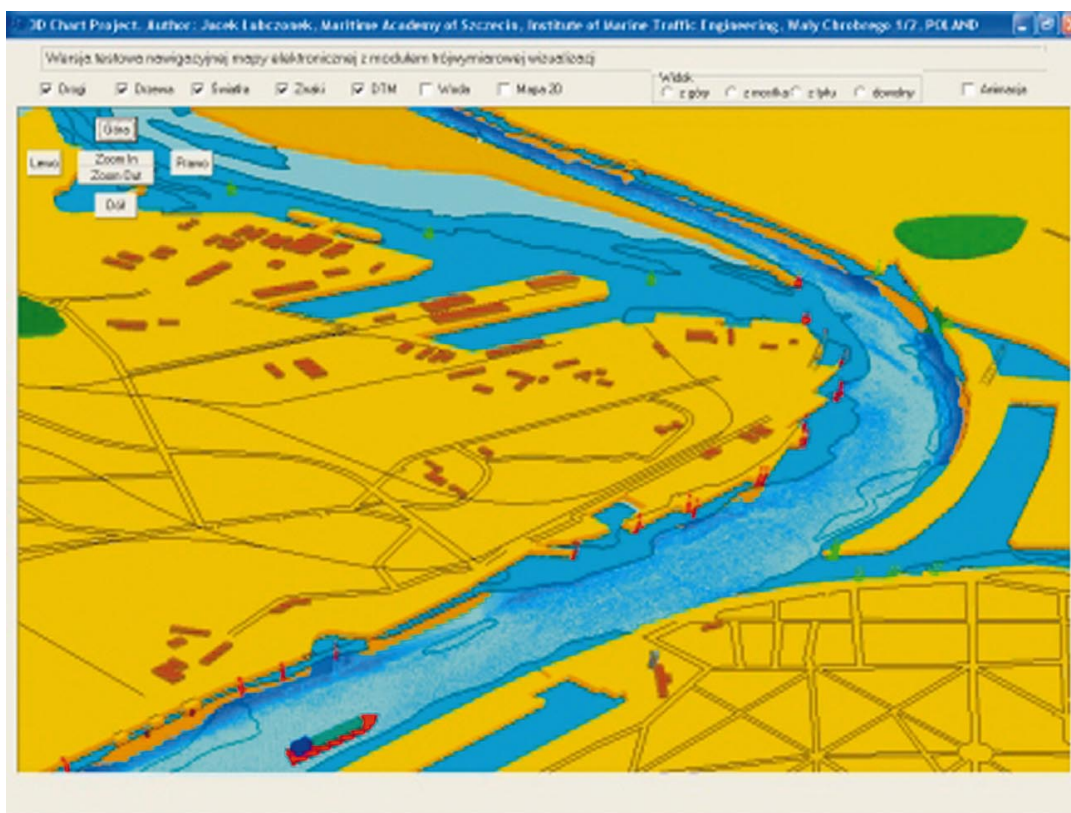 3D Chart Project. Author: Jacek Lubczonek, Maritime Academy of Szczecin, Institute of Marine Traffic Engineering, Wały Chrobrego 1/2, POLAND
Wersja testowa nawigacyjnej mapy elektronicznej z modułem trójwymiarowej wizualizacji
Drogi Drzewa Światła Znaki DTM Woda Mapa 2D
Widok
z góry z mostka z tyłu dowolny
Animacja
Góra
Lewo Zoom In Prawo
Zoom Out
Dół